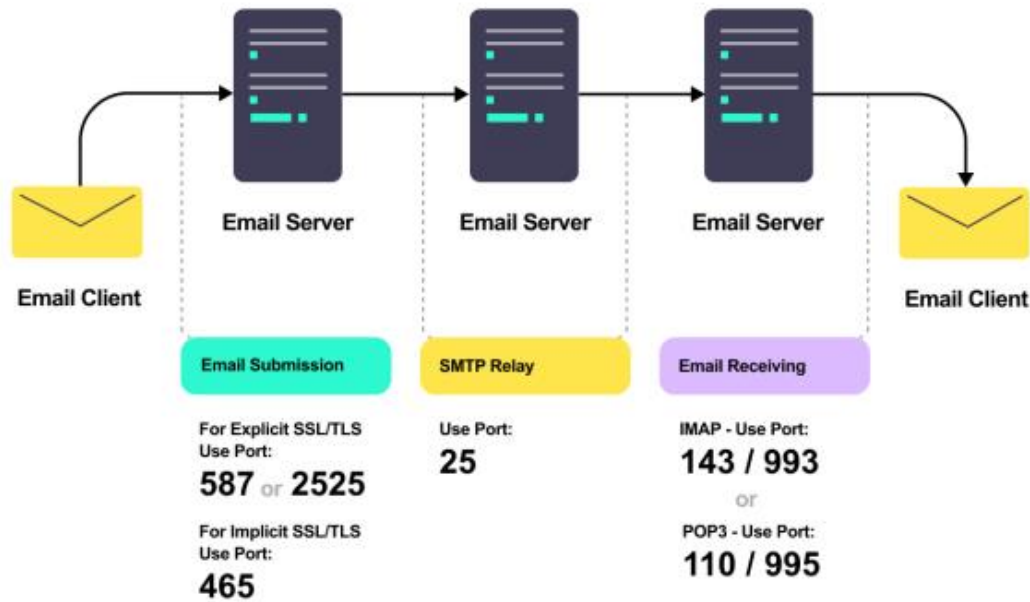 Email Server
Email Server
Email Server
Email Client
Email Client
Email Submission
For Explicit SSL/TLS
Use Port:
587 or 2525
For Implicit SSL/TLS
Use Port:
465
SMTP Relay
Use Port:
25
Email Receiving
IMAP - Use Port:
143 / 993
or
POP3 - Use Port:
110 / 995